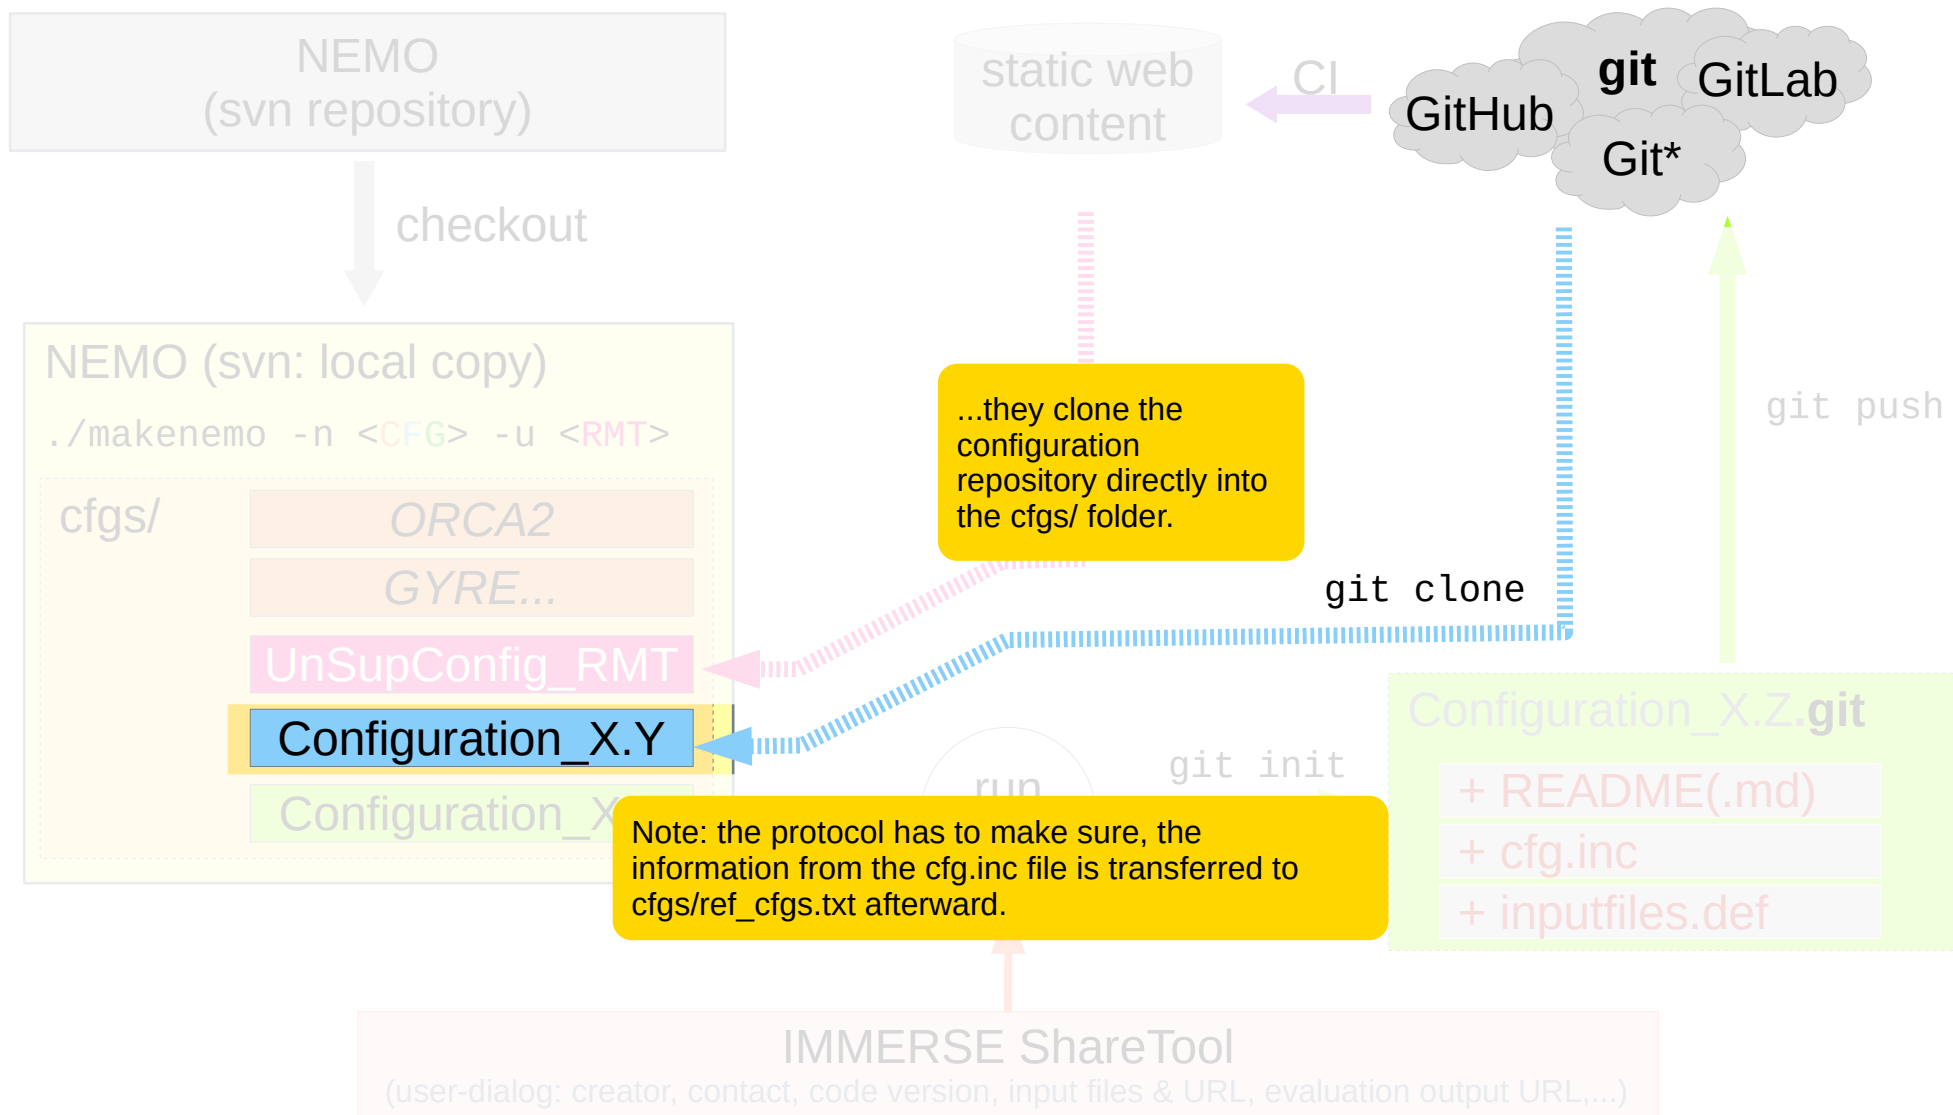 NEMO
(svn repository)
checkout
static web
content
CI
git
GitLab
GitHub
Git*
NEMO (svn: local copy)
./makenemo -n <CFG> -u <RMT>
cfgs/
ORCA2
GYRE...
UnSupConfig_RMT
Configuration_X.Y
Configuration_X
...they clone the
configuration
repository directly into
the cfgs/ folder.
git clone
git push
run
git init
Note: the protocol has to make sure, the
information from the cfg.inc file is transferred to
cfgs/ref_cfgs.txt afterward.
Configuration_X.Z.git
+ README(.md)
+ cfg.inc
+ inputfiles.def
IMMERSE ShareTool
(user-dialog: creator, contact, code version, input files & URL, evaluation output URL,...)